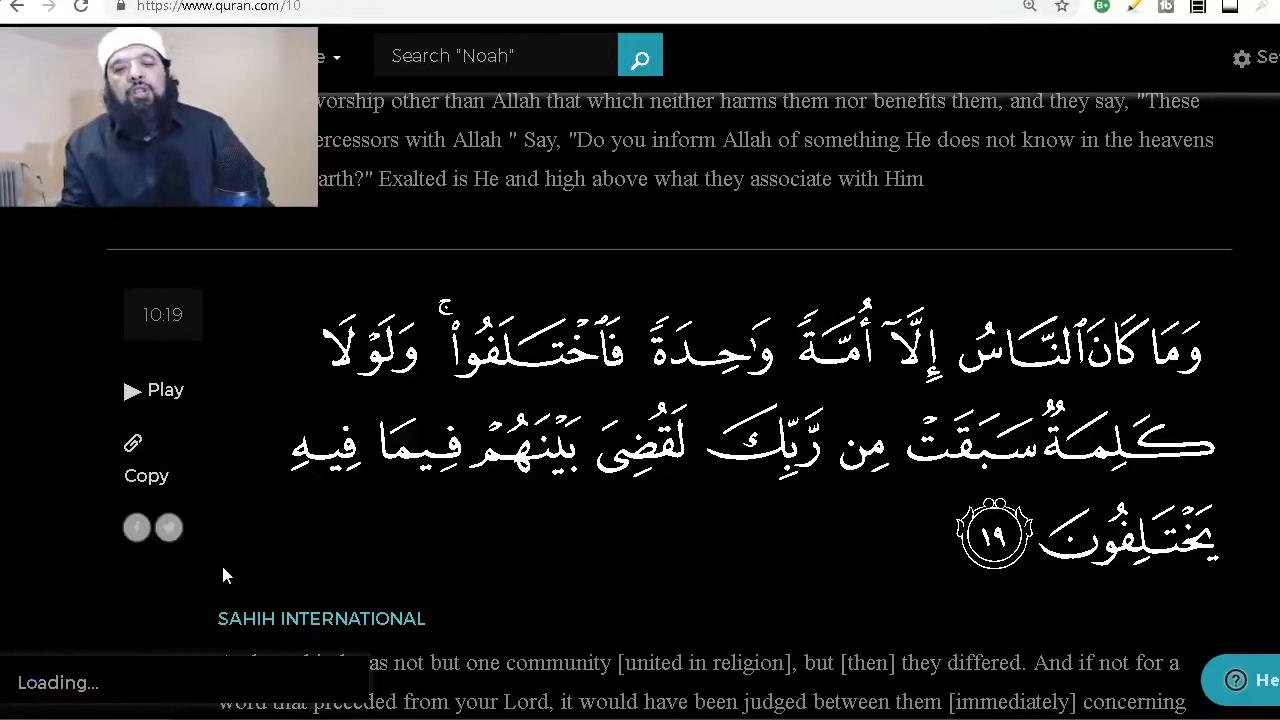 https://www.quran.com/10
e
Search "Noah"
worship other than Allah that which neither harms them nor benefits them, and they say, "These
ercessors with Allah " Say, "Do you inform Allah of something He does not know in the heavens
arth?" Exalted is He and high above what they associate with Him
10:19
وَمَا كَانَ ٱلنَّاسُ إِلَّآ أُمَّةً وَٰحِدَةً فَٱخْتَلَفُوا۟ ۚ وَلَوْلَا
كَلِمَةٌ سَبَقَتْ مِن رَّبِّكَ لَقُضِىَ بَيْنَهُمْ فِيمَا فِيهِ
يَخْتَلِفُونَ ١٩
Play
Copy
SAHIH INTERNATIONAL
as not but one community [united in religion], but [then] they differed. And if not for a
word that preceded from your Lord, it would have been judged between them [immediately] concerning
Loading...
He